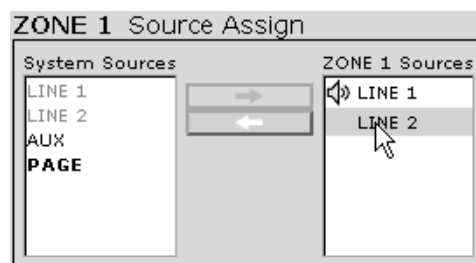 ZONE 1 Source Assign
System Sources
LINE 1
LINE 2
AUX
PAGE
ZONE 1 Sources
LINE 1
LINE 2